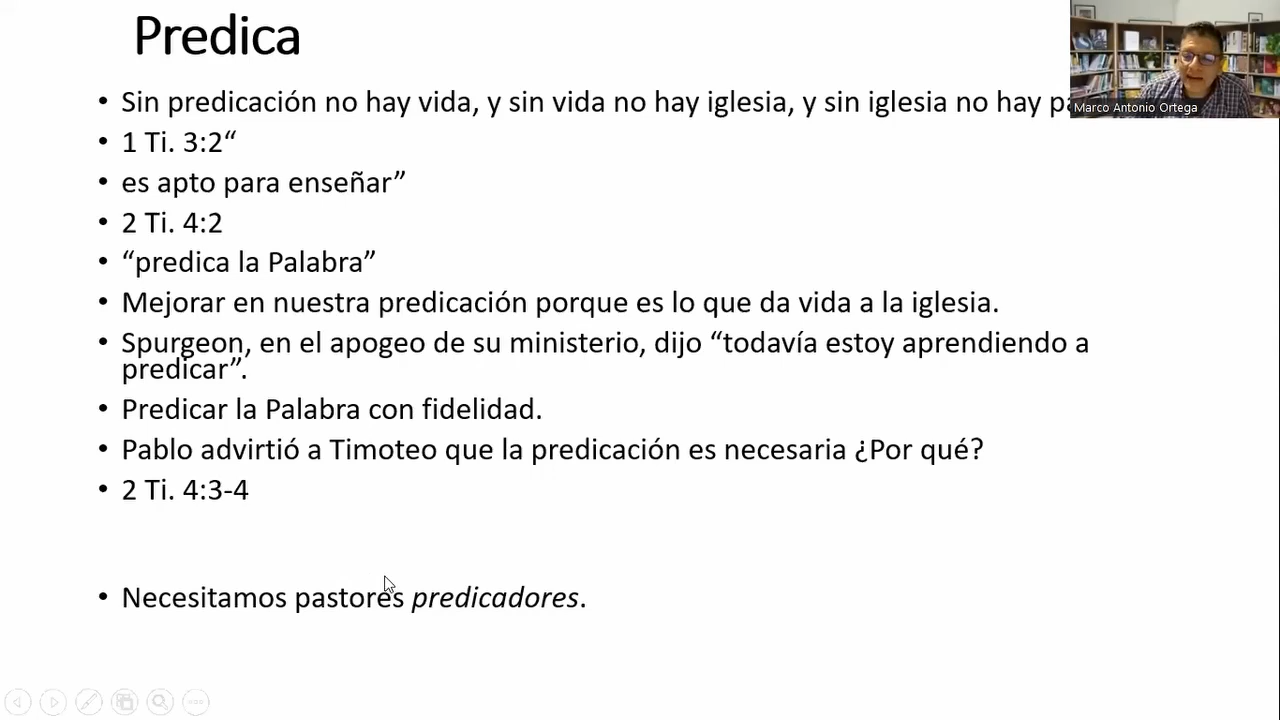 Predica
• Sin predicación no hay vida, y sin vida no hay iglesia, y sin iglesia no hay
Marco Antonio Ortega
• 1 Ti. 3:2“
• es apto para enseñar”
• 2 Ti. 4:2
• “predica la Palabra”
• Mejorar en nuestra predicación porque es lo que da vida a la iglesia.
• Spurgeon, en el apogeo de su ministerio, dijo “todavía estoy aprendiendo a
predicar”.
• Predicar la Palabra con fidelidad.
• Pablo advirtió a Timoteo que la predicación es necesaria ¿Por qué?
• 2 Ti. 4:3-4
• Necesitamos pastores predicadores.